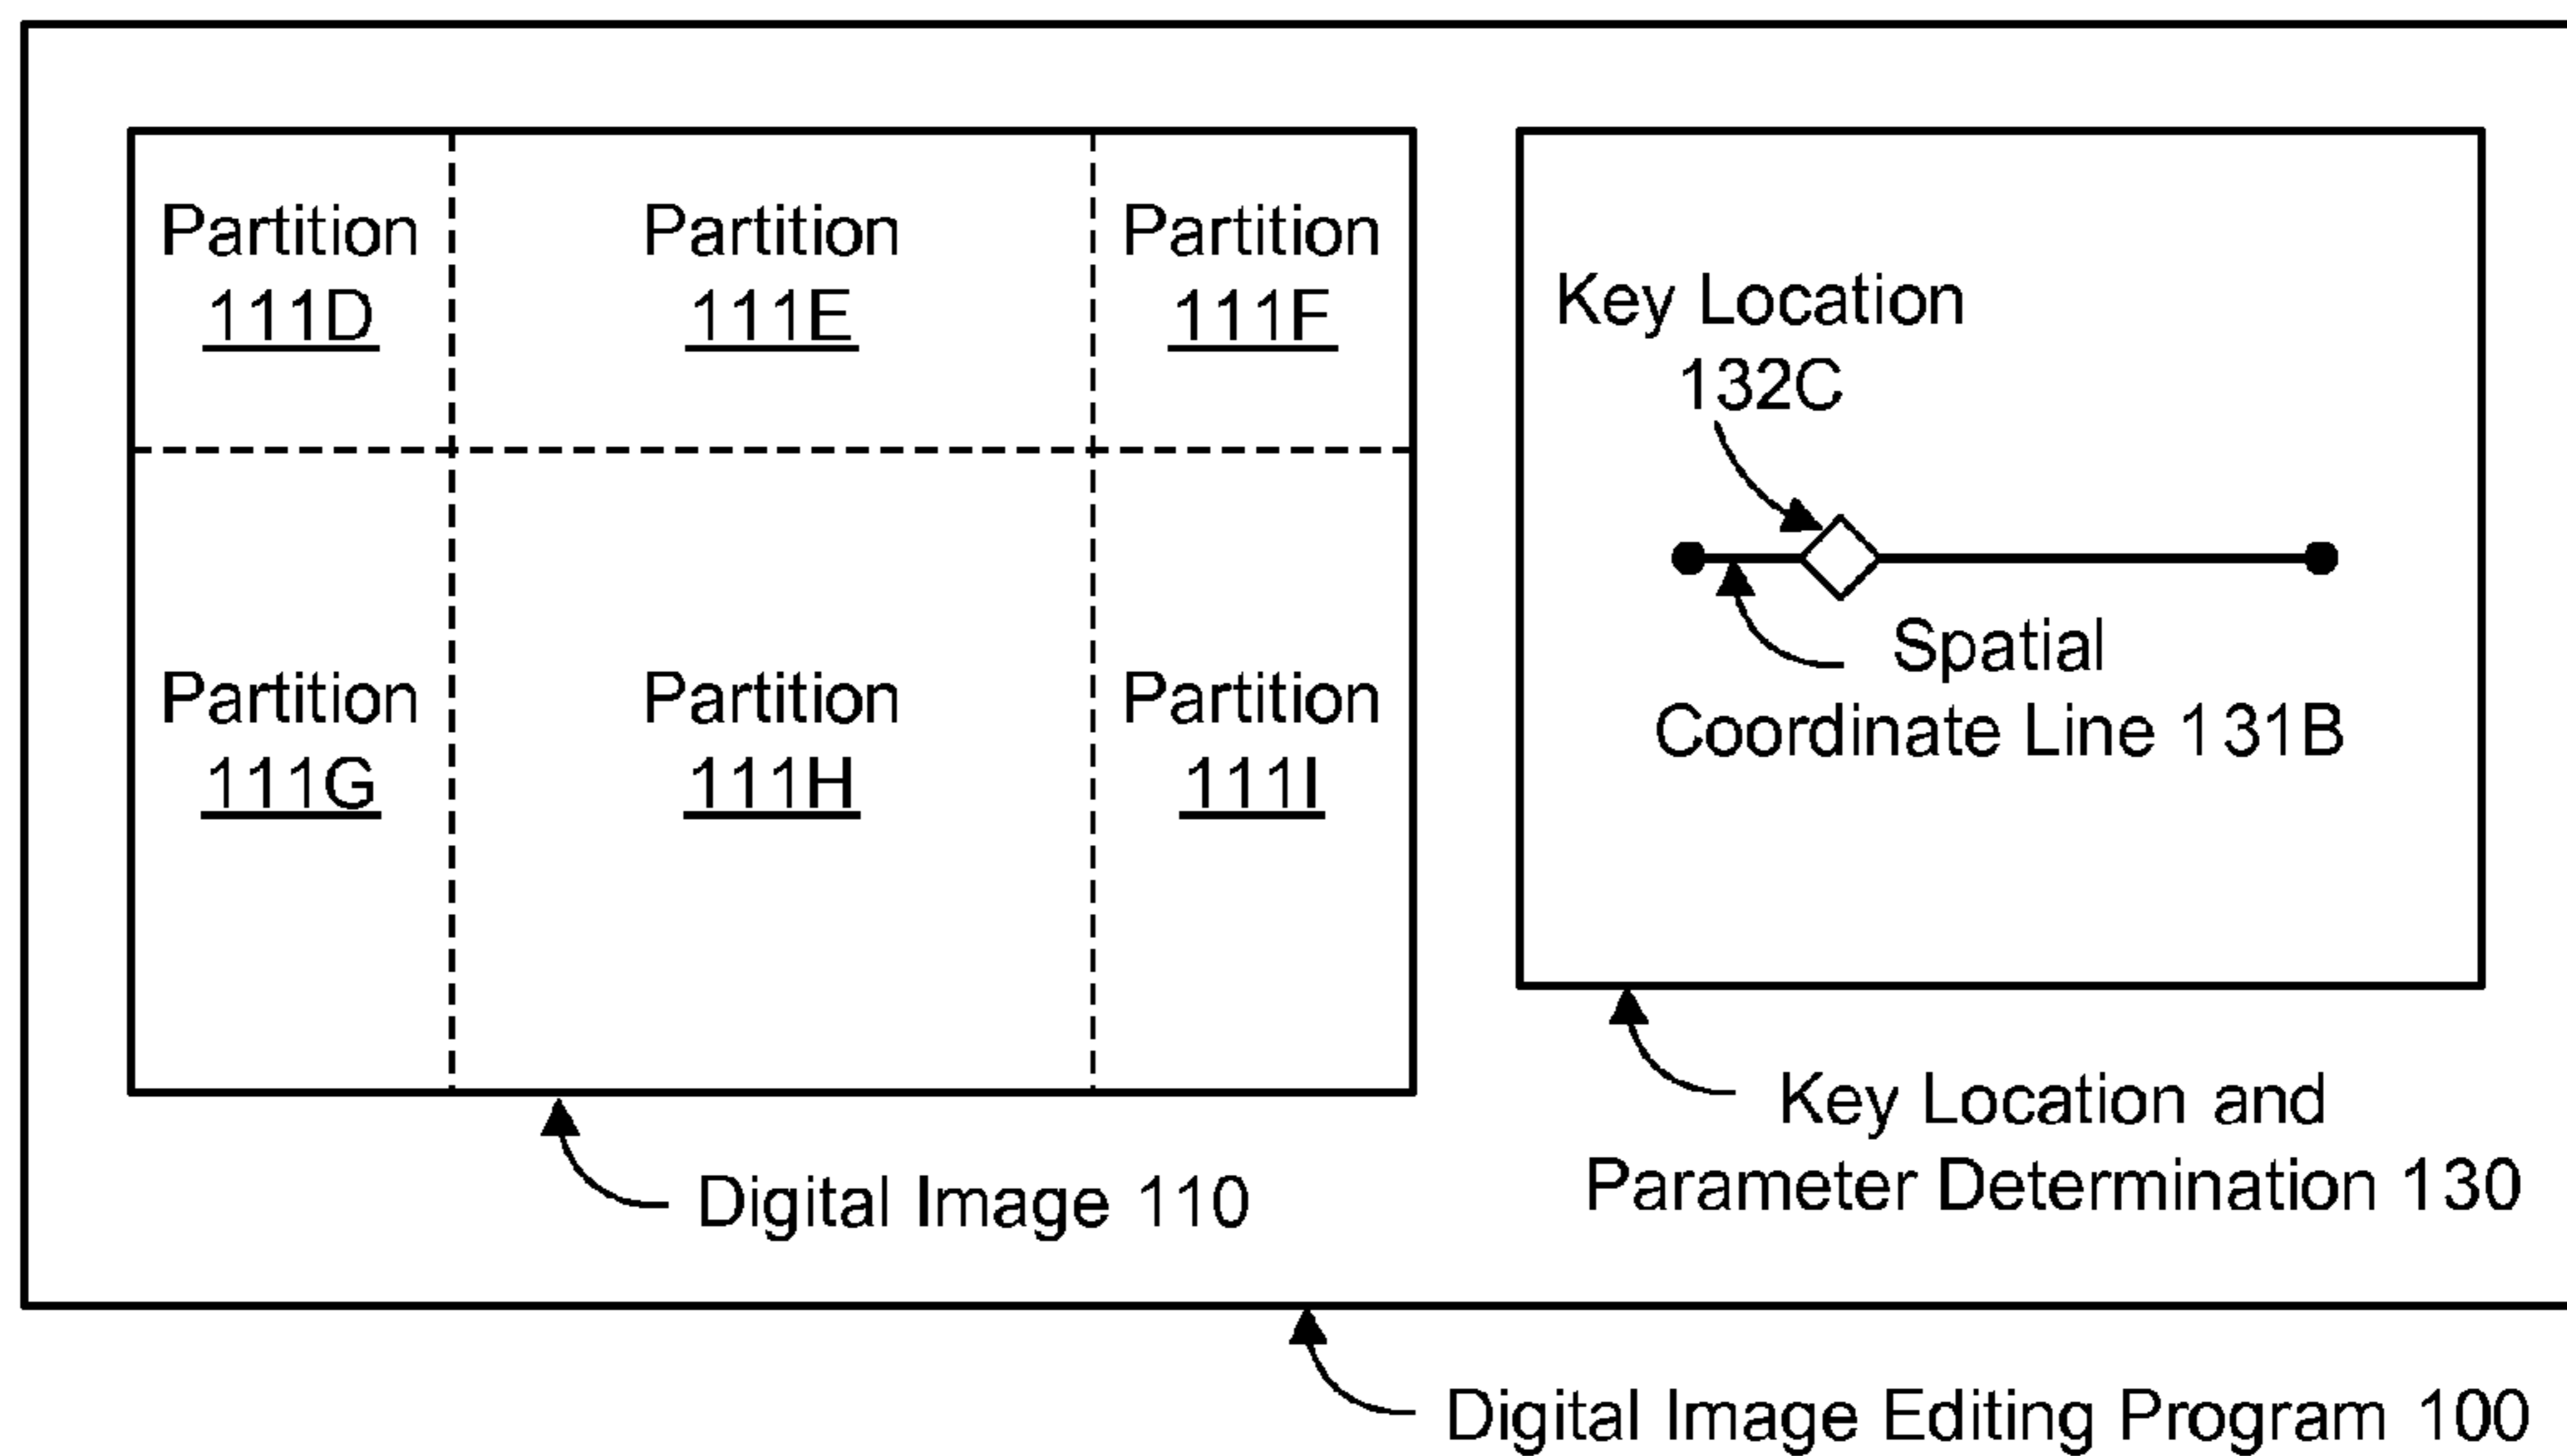 Partition
111D
Partition
111E
Partition
111F
Partition
111G
Partition
111H
Partition
111I
Key Location
132C
Spatial
Coordinate Line 131B
Key Location and
Parameter Determination 130
Digital Image 110
Digital Image Editing Program 100